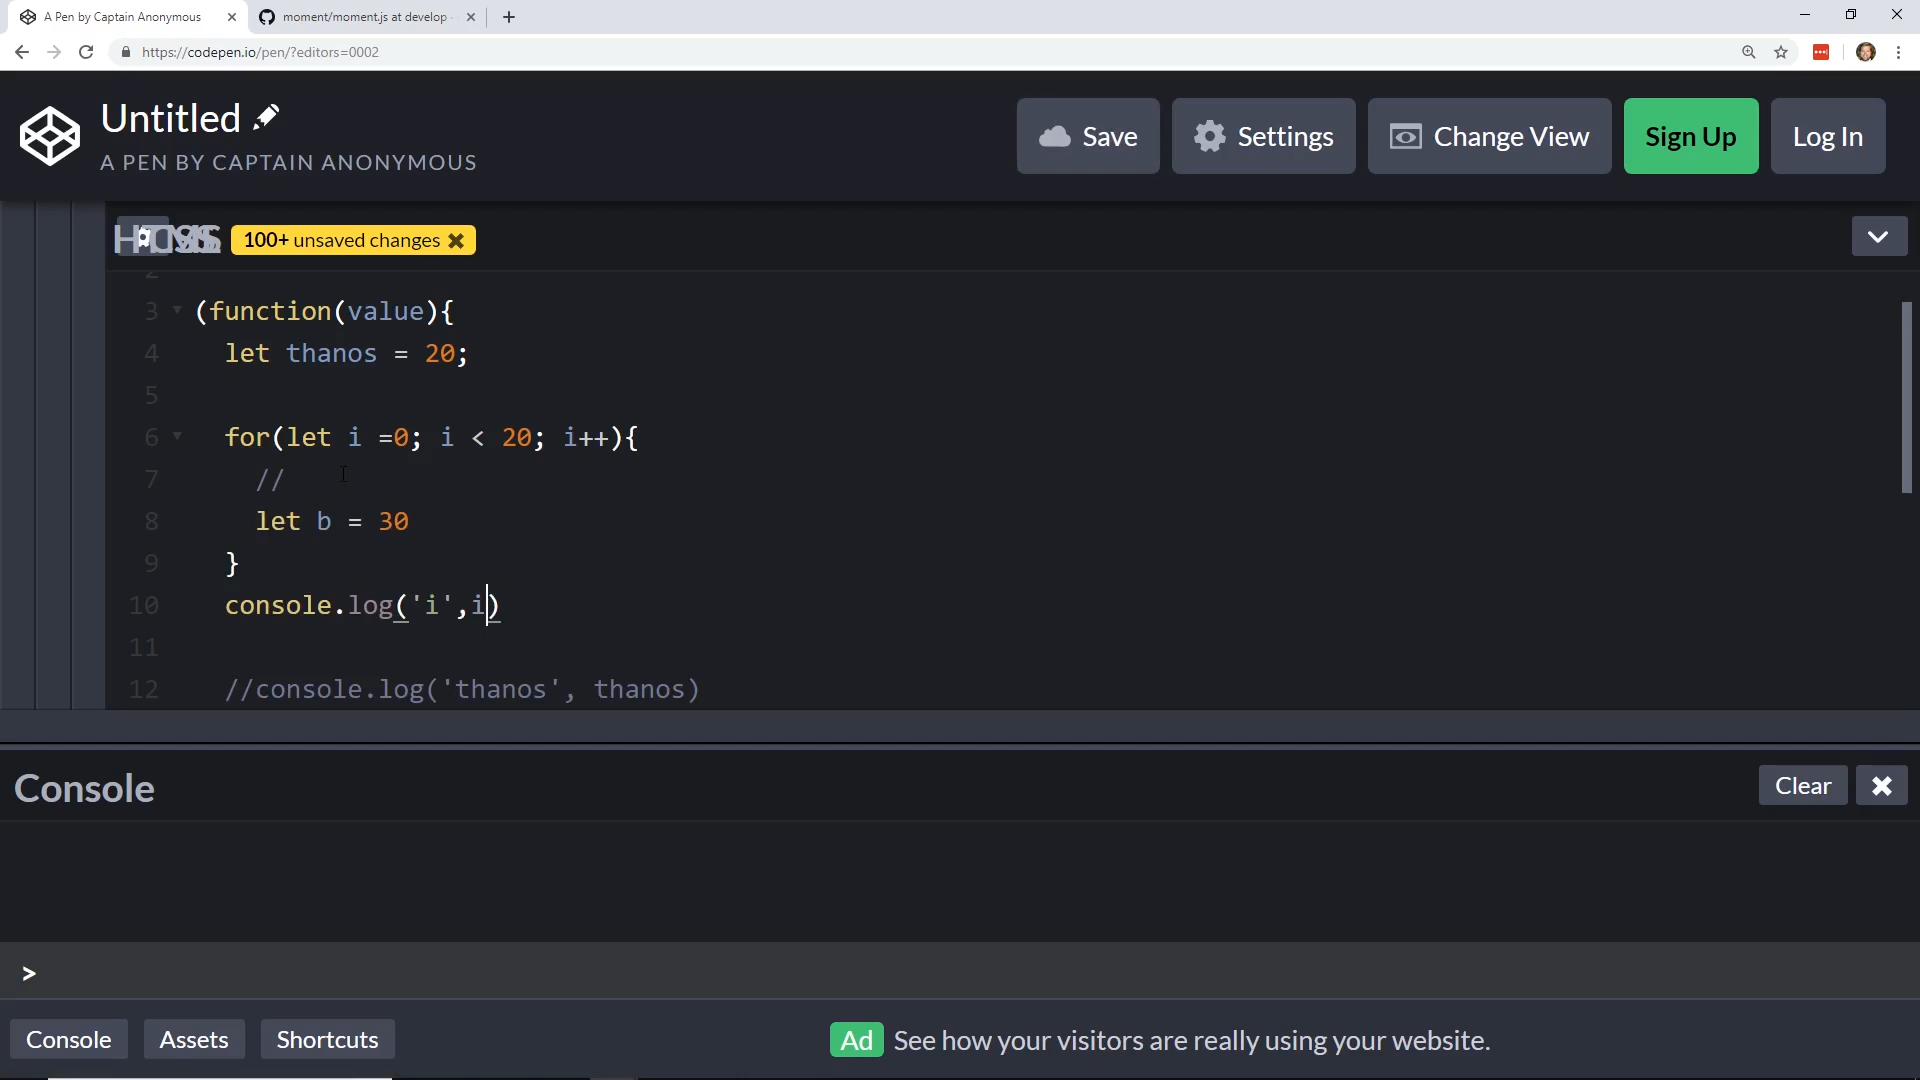 A Pen by Captain Anonymous
moment/moment.js at develop
https://codepen.io/pen/?editors=0002
Untitled
A PEN BY CAPTAIN ANONYMOUS
Save
Settings
Change View
Sign Up
Log In
100+ unsaved changes
2
3 (function(value){
4 let thanos = 20;
5
6 for(let i =0; i < 20; i++){
7 //
8 let b = 30
9 }
10 console.log('i',i)
11
12 //console.log('thanos', thanos)
Console
Clear
>
Console
Assets
Shortcuts
Ad See how your visitors are really using your website.